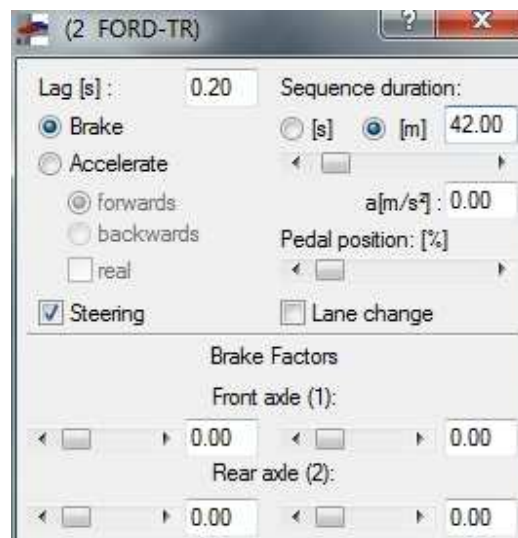 (2 FORD-TR)
Lag [s] : 0.20 Sequence duration:
Brake [s] [m] 42.00
Accelerate
forwards a[m/s²] : 0.00
backwards Pedal position: [%]
real
Steering Lane change
Brake Factors
Front axle (1):
0.00 0.00
Rear axle (2):
0.00 0.00